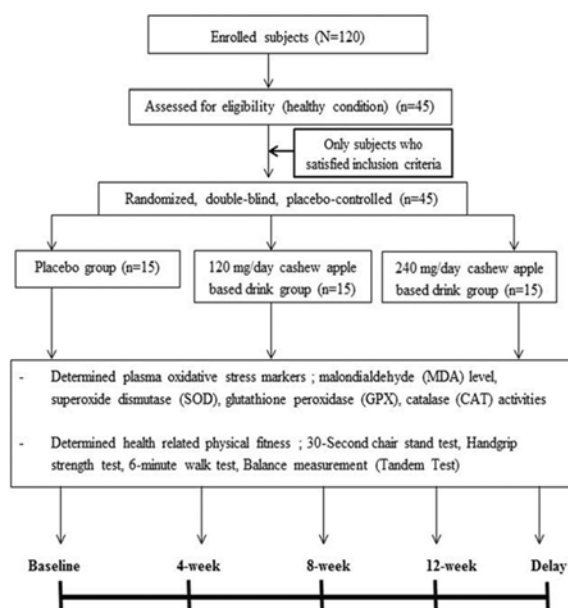 Enrolled subjects (N=120)
Assessed for eligibility (healthy condition) (n=45)
Only subjects who
satisfied inclusion criteria
Randomized, double-blind, placebo-controlled (n=45)
Placebo group (n=15)
120 mg/day cashew apple
based drink group (n=15)
240 mg/day cashew apple
based drink group (n=15)
- Determined plasma oxidative stress markers ; malondialdehyde (MDA) level,
superoxide dismutase (SOD), glutathione peroxidase (GPX), catalase (CAT) activities
- Determined health related physical fitness ; 30-Second chair stand test, Handgrip
strength test, 6-minute walk test, Balance measurement (Tandem Test)
Baseline 4-week 8-week 12-week Delay